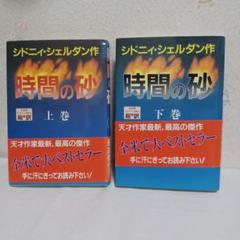 シドニィ・シェルダン作
時間の砂
上巻
超訳
天才作家最新、最高の傑作
全米で大ベストセラー
手に汗にぎってお読み下さい!
シドニィ・シェルダン作
時間の砂
下巻
超訳
天才作家最新、最高の傑作
全米で大ベストセラー
手に汗にぎってお読み下さい!